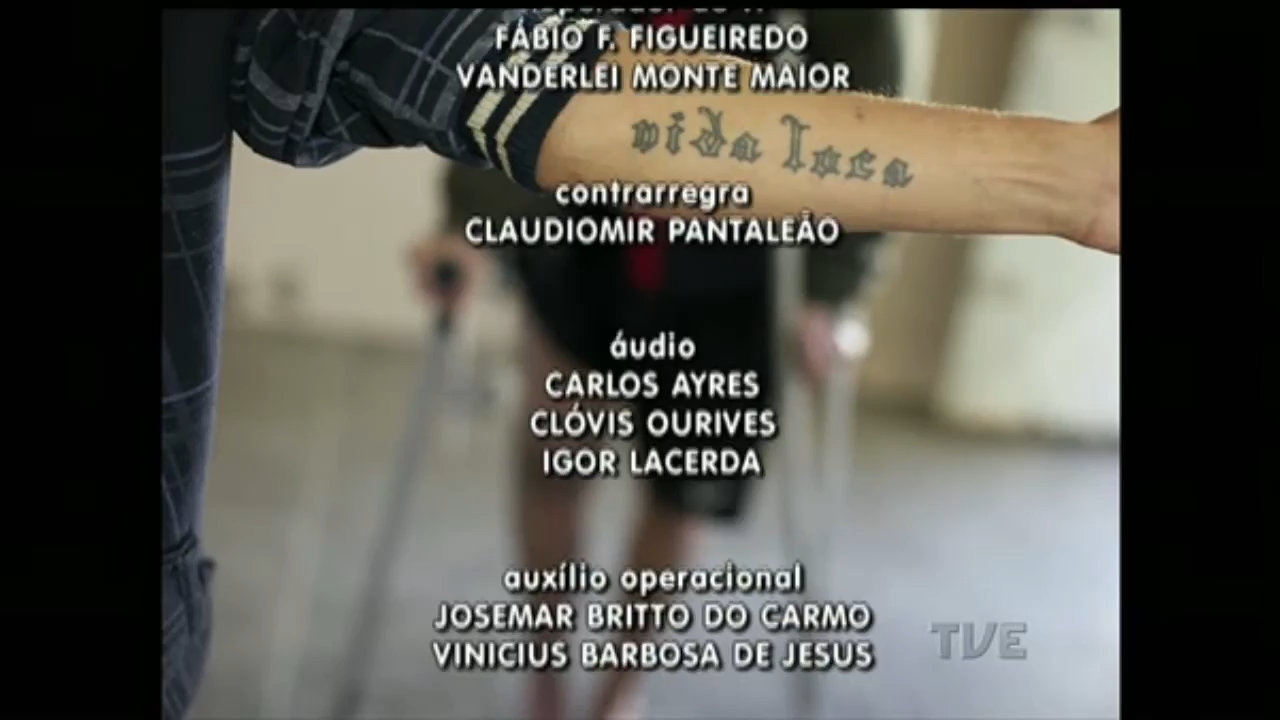 FÁBIO F. FIGUEIREDO
VANDERLEI MONTE MAIOR
vida loca
contrarregra
CLAUDIOMIR PANTALEÃO
áudio
CARLOS AYRES
CLÓVIS OURIVES
IGOR LACERDA
auxílio operacional
JOSEMAR BRITTO DO CARMO
VINICIUS BARBOSA DE JESUS
TVE